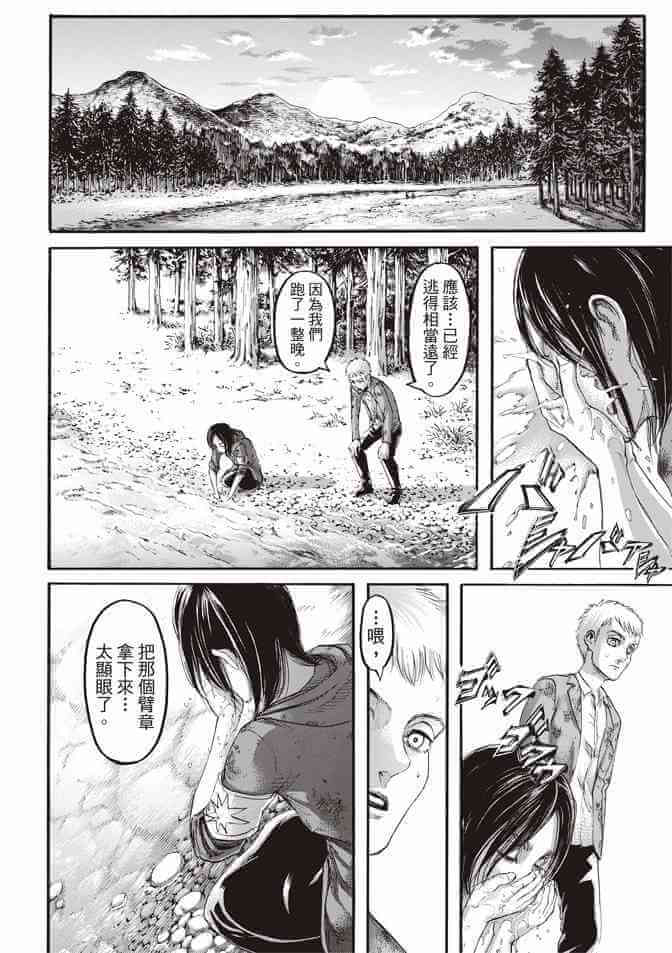 應該…已經
逃得相當遠了。
因為我們
跑了一整晚。
…喂，
把那個臂章
拿下來…
太顯眼了。